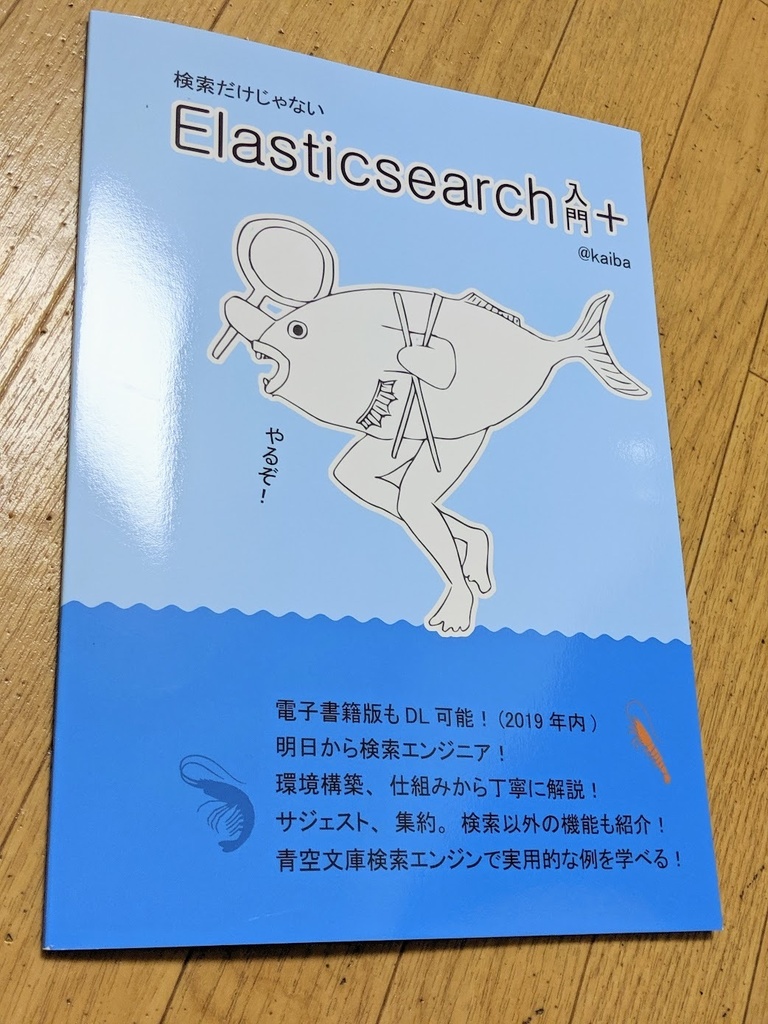 検索だけじゃない
Elasticsearch入門＋
@kaiba
やるぞ！
電子書籍版もDL可能！（2019年内）
明日から検索エンジニア！
環境構築、仕組みから丁寧に解説！
サジェスト、集約。検索以外の機能も紹介！
青空文庫検索エンジンで実用的な例を学べる！